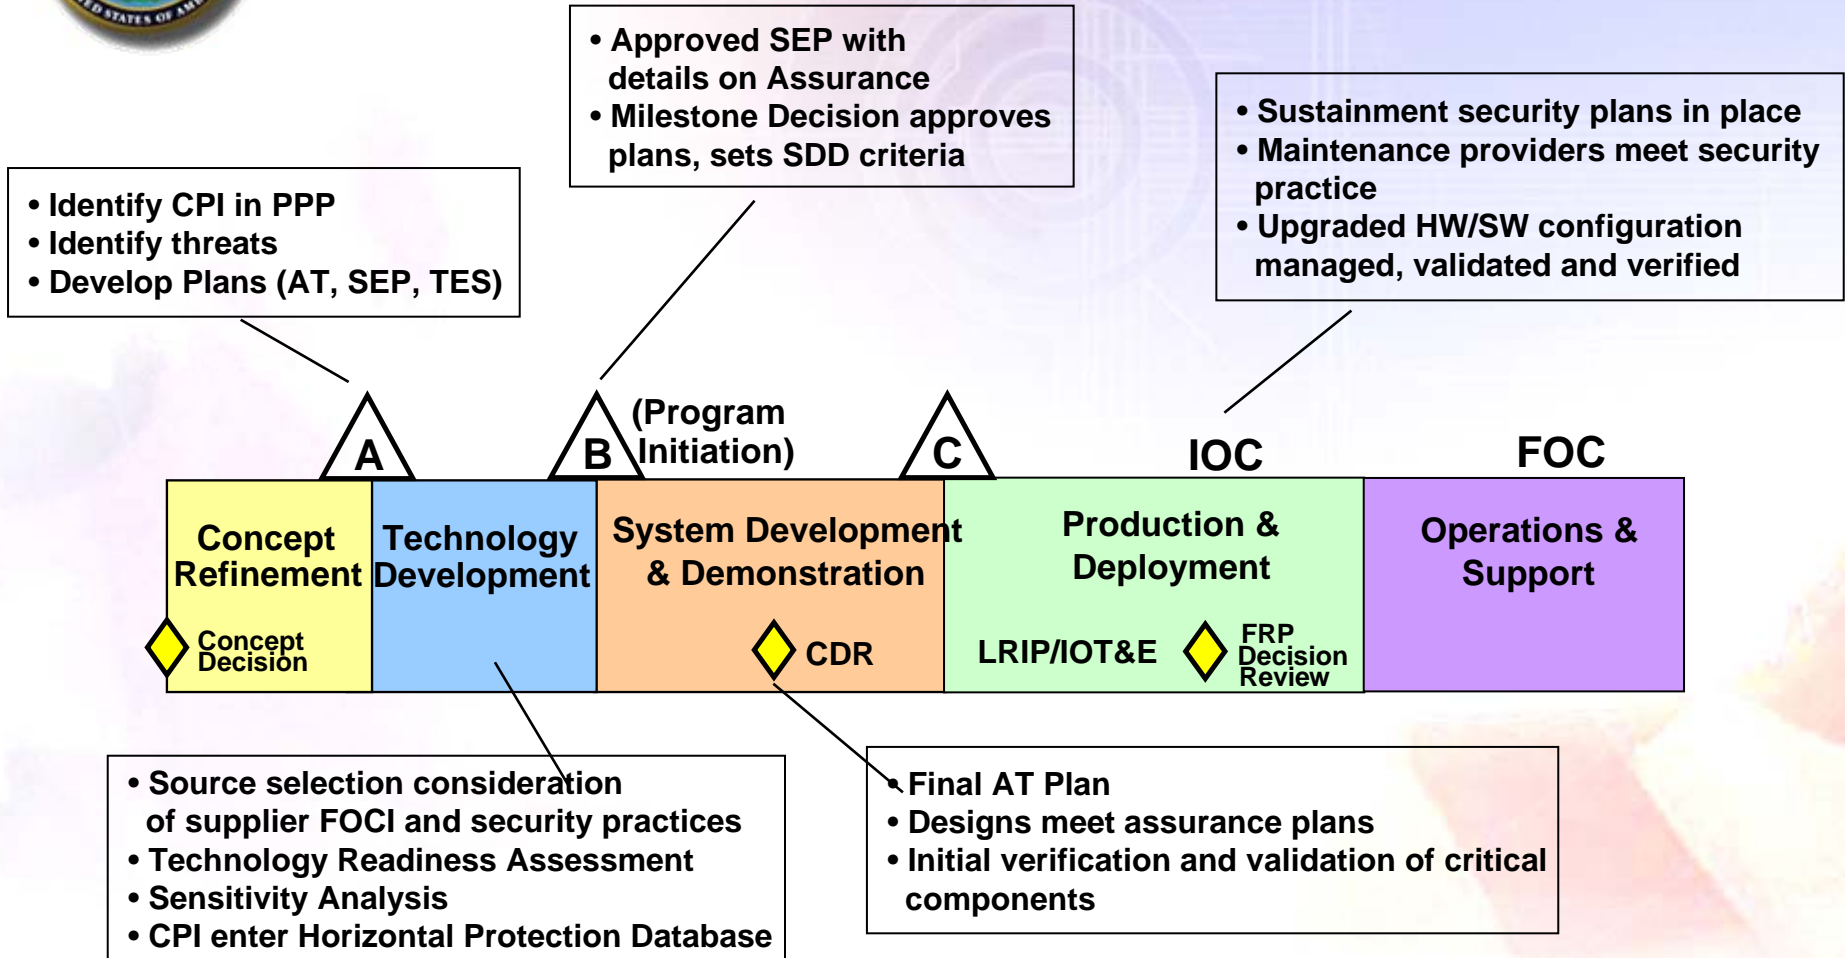 UNITED STATES OF AMERICA
• Approved SEP with
details on Assurance
• Milestone Decision approves
plans, sets SDD criteria
• Sustainment security plans in place
• Maintenance providers meet security
practice
• Upgraded HW/SW configuration
managed, validated and verified
• Identify CPI in PPP
• Identify threats
• Develop Plans (AT, SEP, TES)
A
B
(Program
Initiation)
C
IOC
FOC
Concept
Refinement
Technology
Development
System Development
& Demonstration
Production &
Deployment
Operations &
Support
Concept
Decision
CDR
LRIP/IOT&E
FRP
Decision
Review
• Source selection consideration
of supplier FOCI and security practices
• Technology Readiness Assessment
• Sensitivity Analysis
• CPI enter Horizontal Protection Database
• Final AT Plan
• Designs meet assurance plans
• Initial verification and validation of critical
components